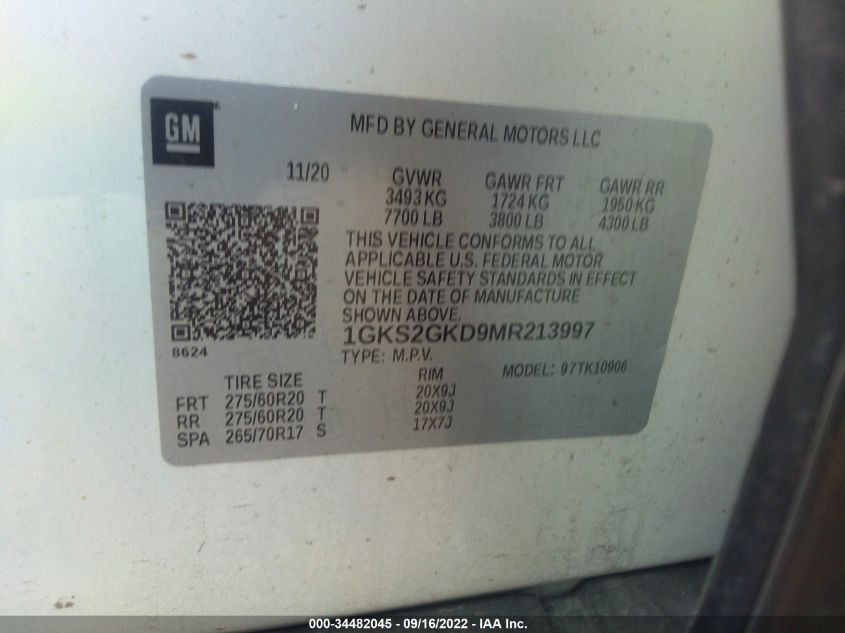 GM
MFD BY GENERAL MOTORS LLC
11/20 GVWR GAWR FRT GAWR RR
3493 KG 1724 KG 1950 KG
7700 LB 3800 LB 4300 LB
THIS VEHICLE CONFORMS TO ALL
APPLICABLE U.S. FEDERAL MOTOR
VEHICLE SAFETY STANDARDS IN EFFECT
ON THE DATE OF MANUFACTURE
SHOWN ABOVE.
1GKS2GKD9MR213997
8624
TYPE: M.P.V. MODEL: 97TK10906
TIRE SIZE RIM
FRT 275/60R20 T 20X9J
RR 275/60R20 T 20X9J
SPA 265/70R17 S 17X7J
000-34482045 - 09/16/2022 - IAA Inc.